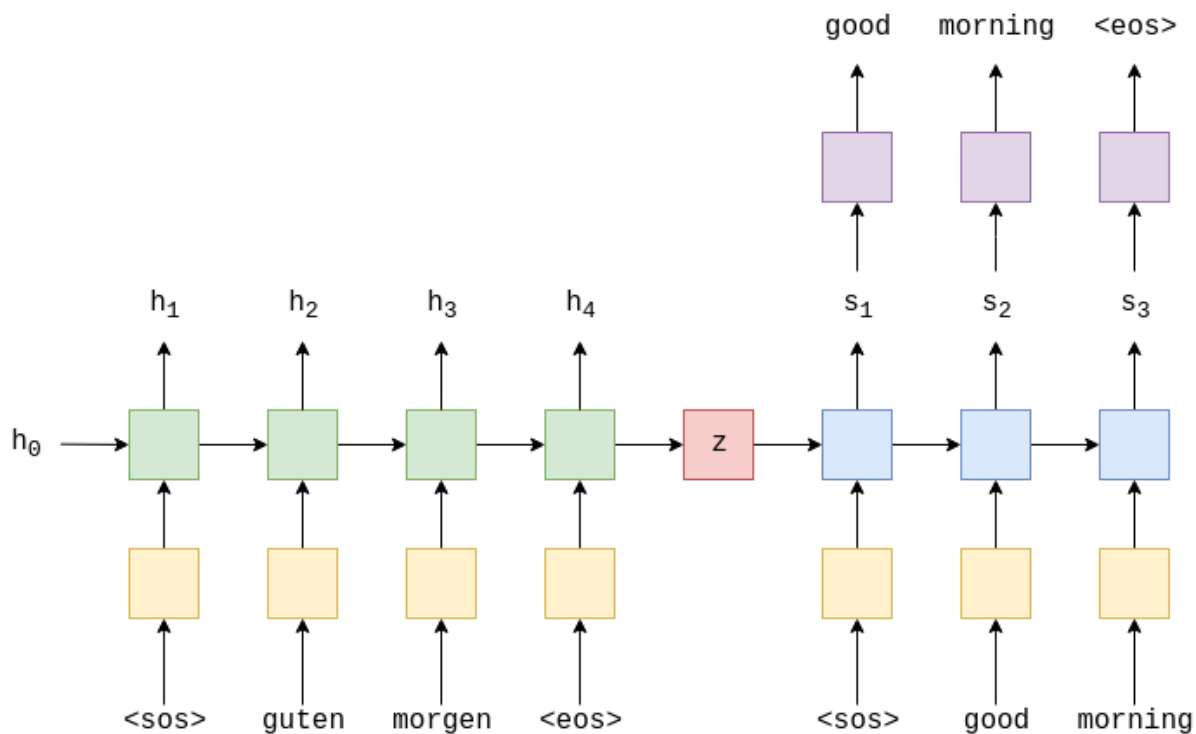 good morning <eos>
h₁ h₂ h₃ h₄ s₁ s₂ s₃
h₀ z
<sos> guten morgen <eos> <sos> good morning